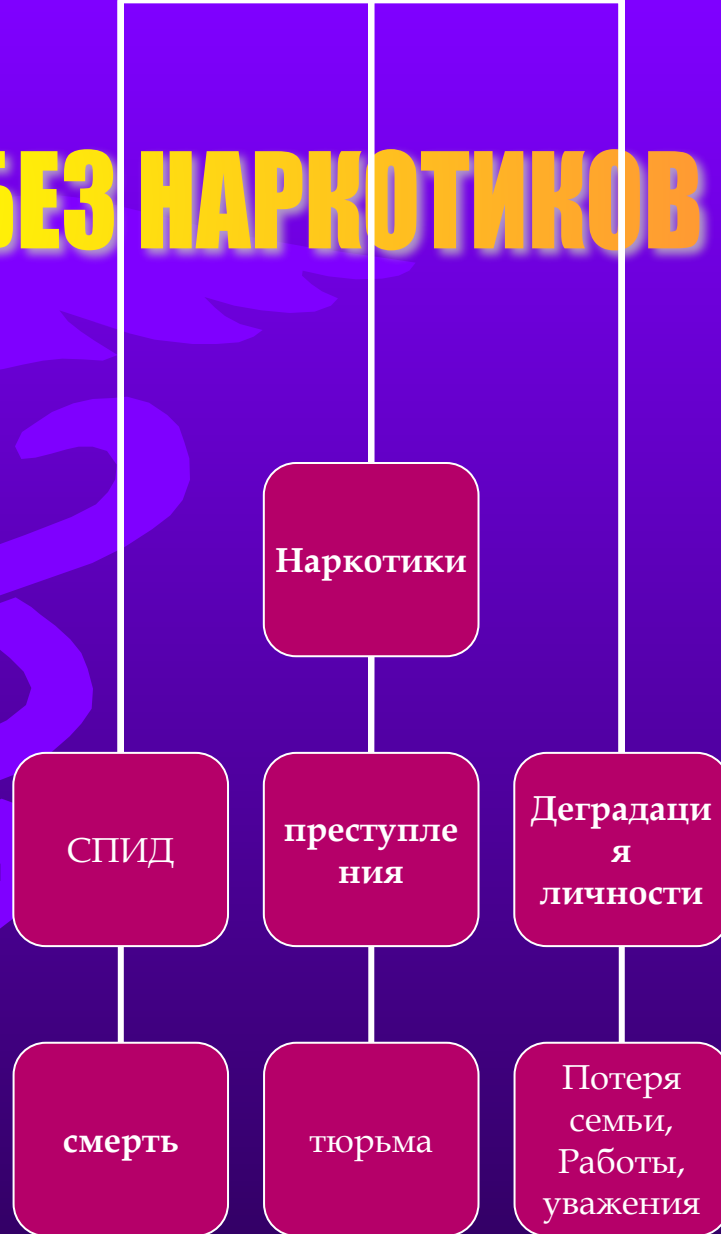 БЕЗ НАРКОТИКОВ
Наркотики
СПИД
преступле
ния
Деградаци
я
личности
смерть
тюрьма
Потеря
семьи,
Работы,
уважения